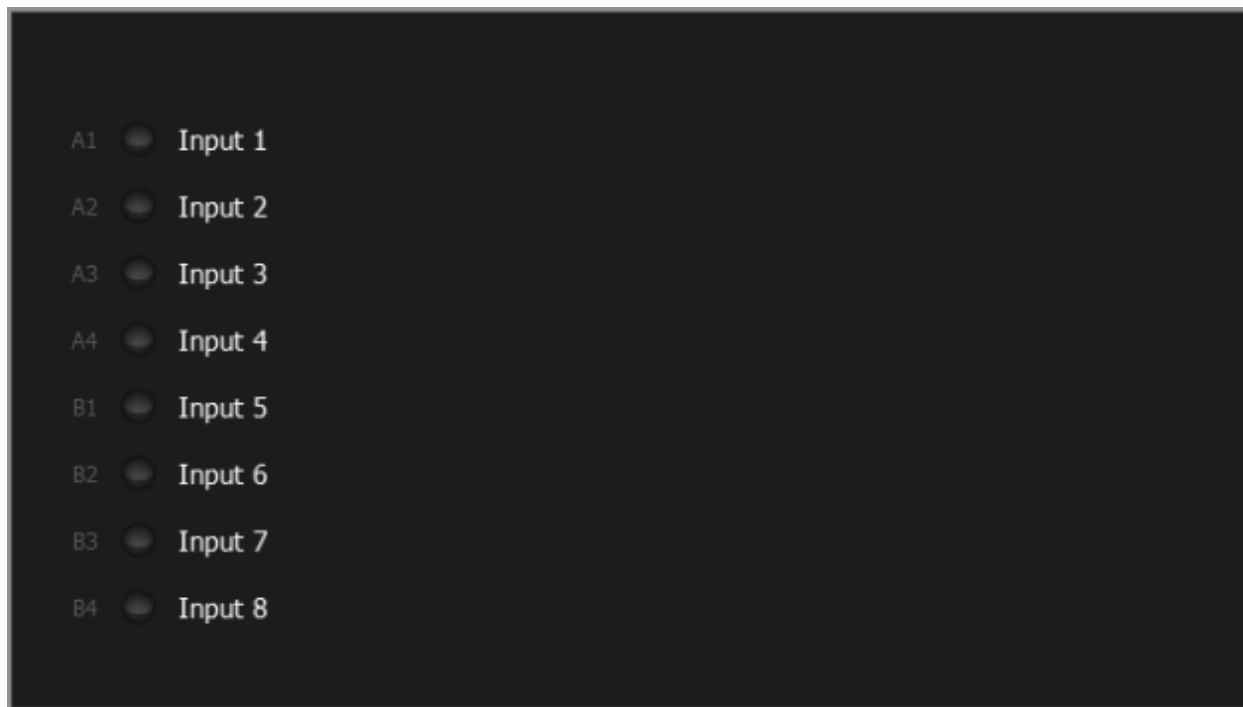 A1 Input 1
A2 Input 2
A3 Input 3
A4 Input 4
B1 Input 5
B2 Input 6
B3 Input 7
B4 Input 8